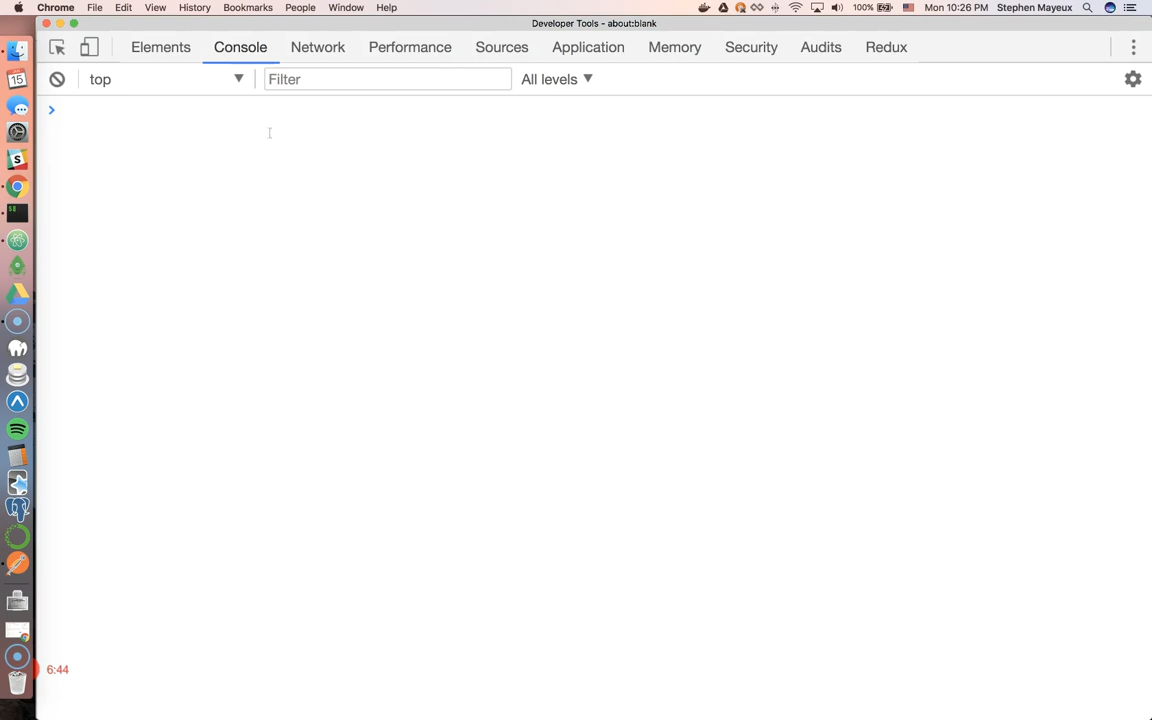 Chrome File Edit View History Bookmarks People Window Help 100% Mon 10:26 PM Stephen Mayeux
Developer Tools - about:blank
Elements Console Network Performance Sources Application Memory Security Audits Redux
top Filter All levels
>
15
S
$$
6:44